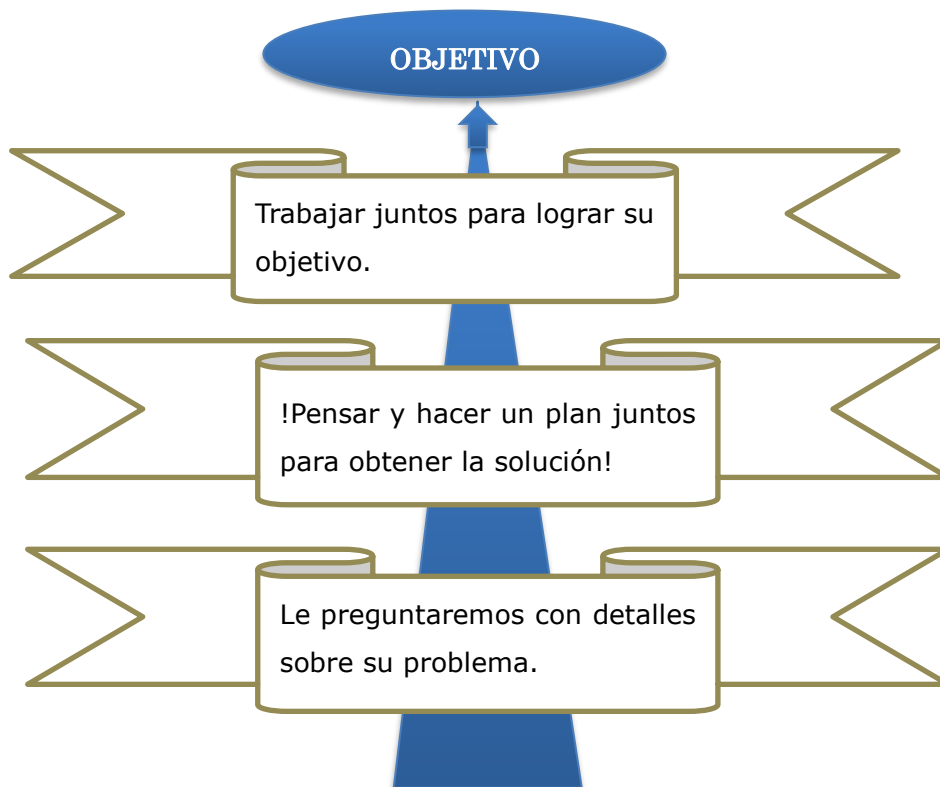 OBJETIVO
Trabajar juntos para lograr su
objetivo.
!Pensar y hacer un plan juntos
para obtener la solución!
Le preguntaremos con detalles
sobre su problema.